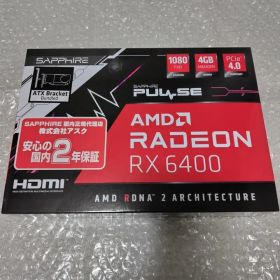 SAPPHIRE
ATX Bracket
Bundled
1080
4GB
PCIe
4.0
SAPPHIRE
PULSE
SAPPHIRE 国内正規代理店
株式会社アスク
安心の
国内2年保証
AMD
RADEON
RX 6400
HDMI
AMD RDNA 2 ARCHITECTURE